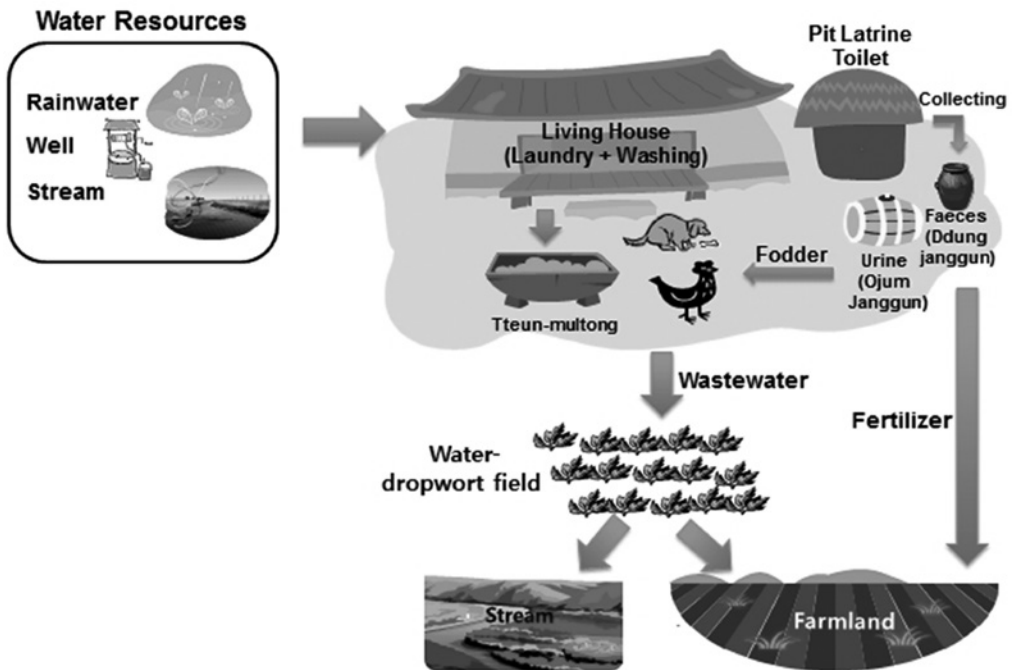 Water Resources
Rainwater
Well
Stream
Living House
(Laundry + Washing)
Pit Latrine
Toilet
Collecting
Faeces
(Ddung
janggun)
Urine
(Ojum
Janggun)
Fodder
Tteun-multong
Wastewater
Fertilizer
Water-
dropwort field
Stream
Farmland